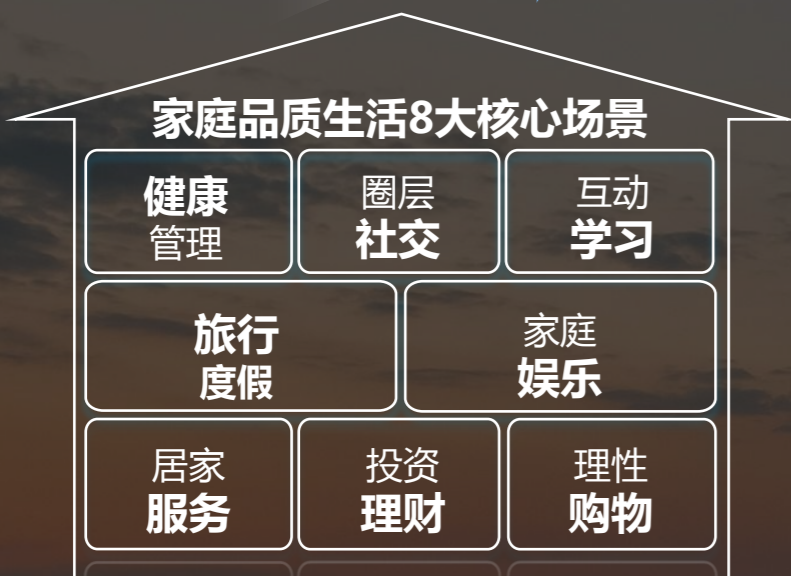 家庭品质生活8大核心场景
健康
管理
圈层
社交
互动
学习
旅行
度假
家庭
娱乐
居家
服务
投资
理财
理性
购物